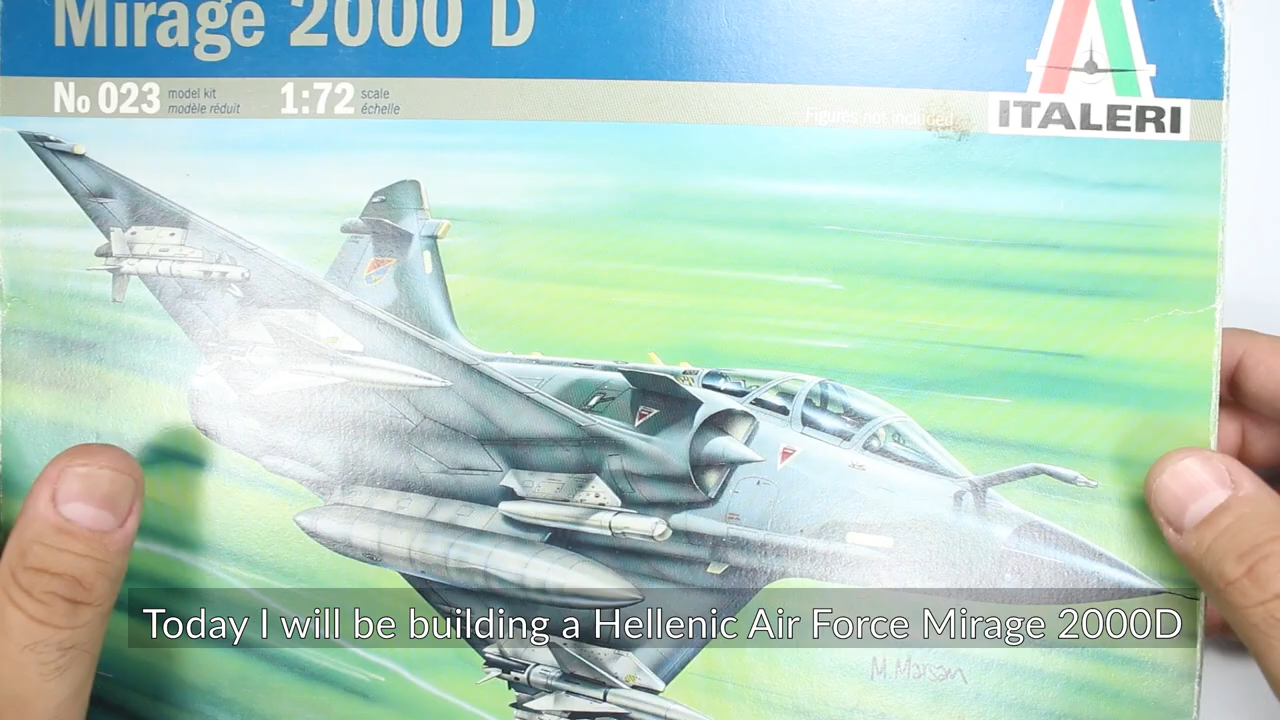 Mirage 2000 D
No 023 model kit
modèle réduit
1:72 scale
échelle
Figures not included
ITALERI
Today I will be building a Hellenic Air Force Mirage 2000D
M. Marsan